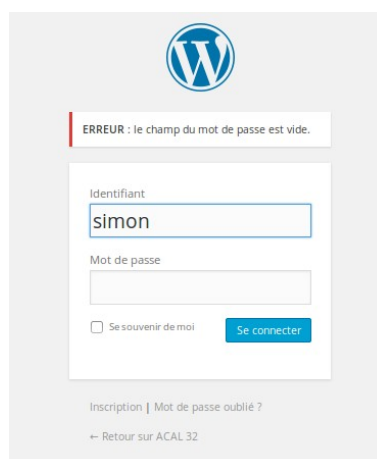 ERREUR : le champ du mot de passe est vide.
Identifiant
simon
Mot de passe
Se souvenir de moi
Se connecter
Inscription | Mot de passe oublié ?
← Retour sur ACAL 32